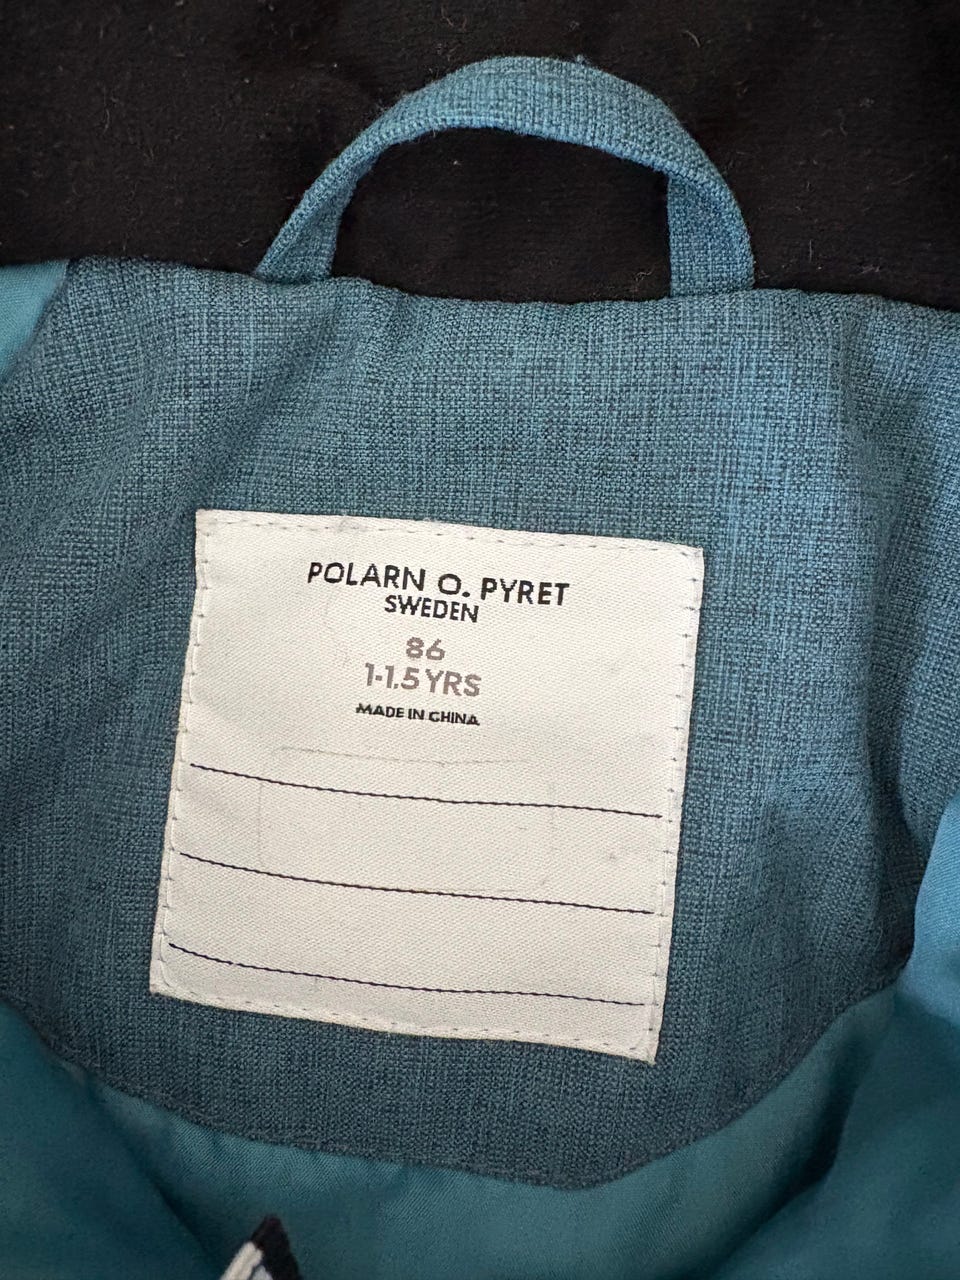 POLARN O. PYRET
SWEDEN
86
1-1.5 YRS
MADE IN CHINA